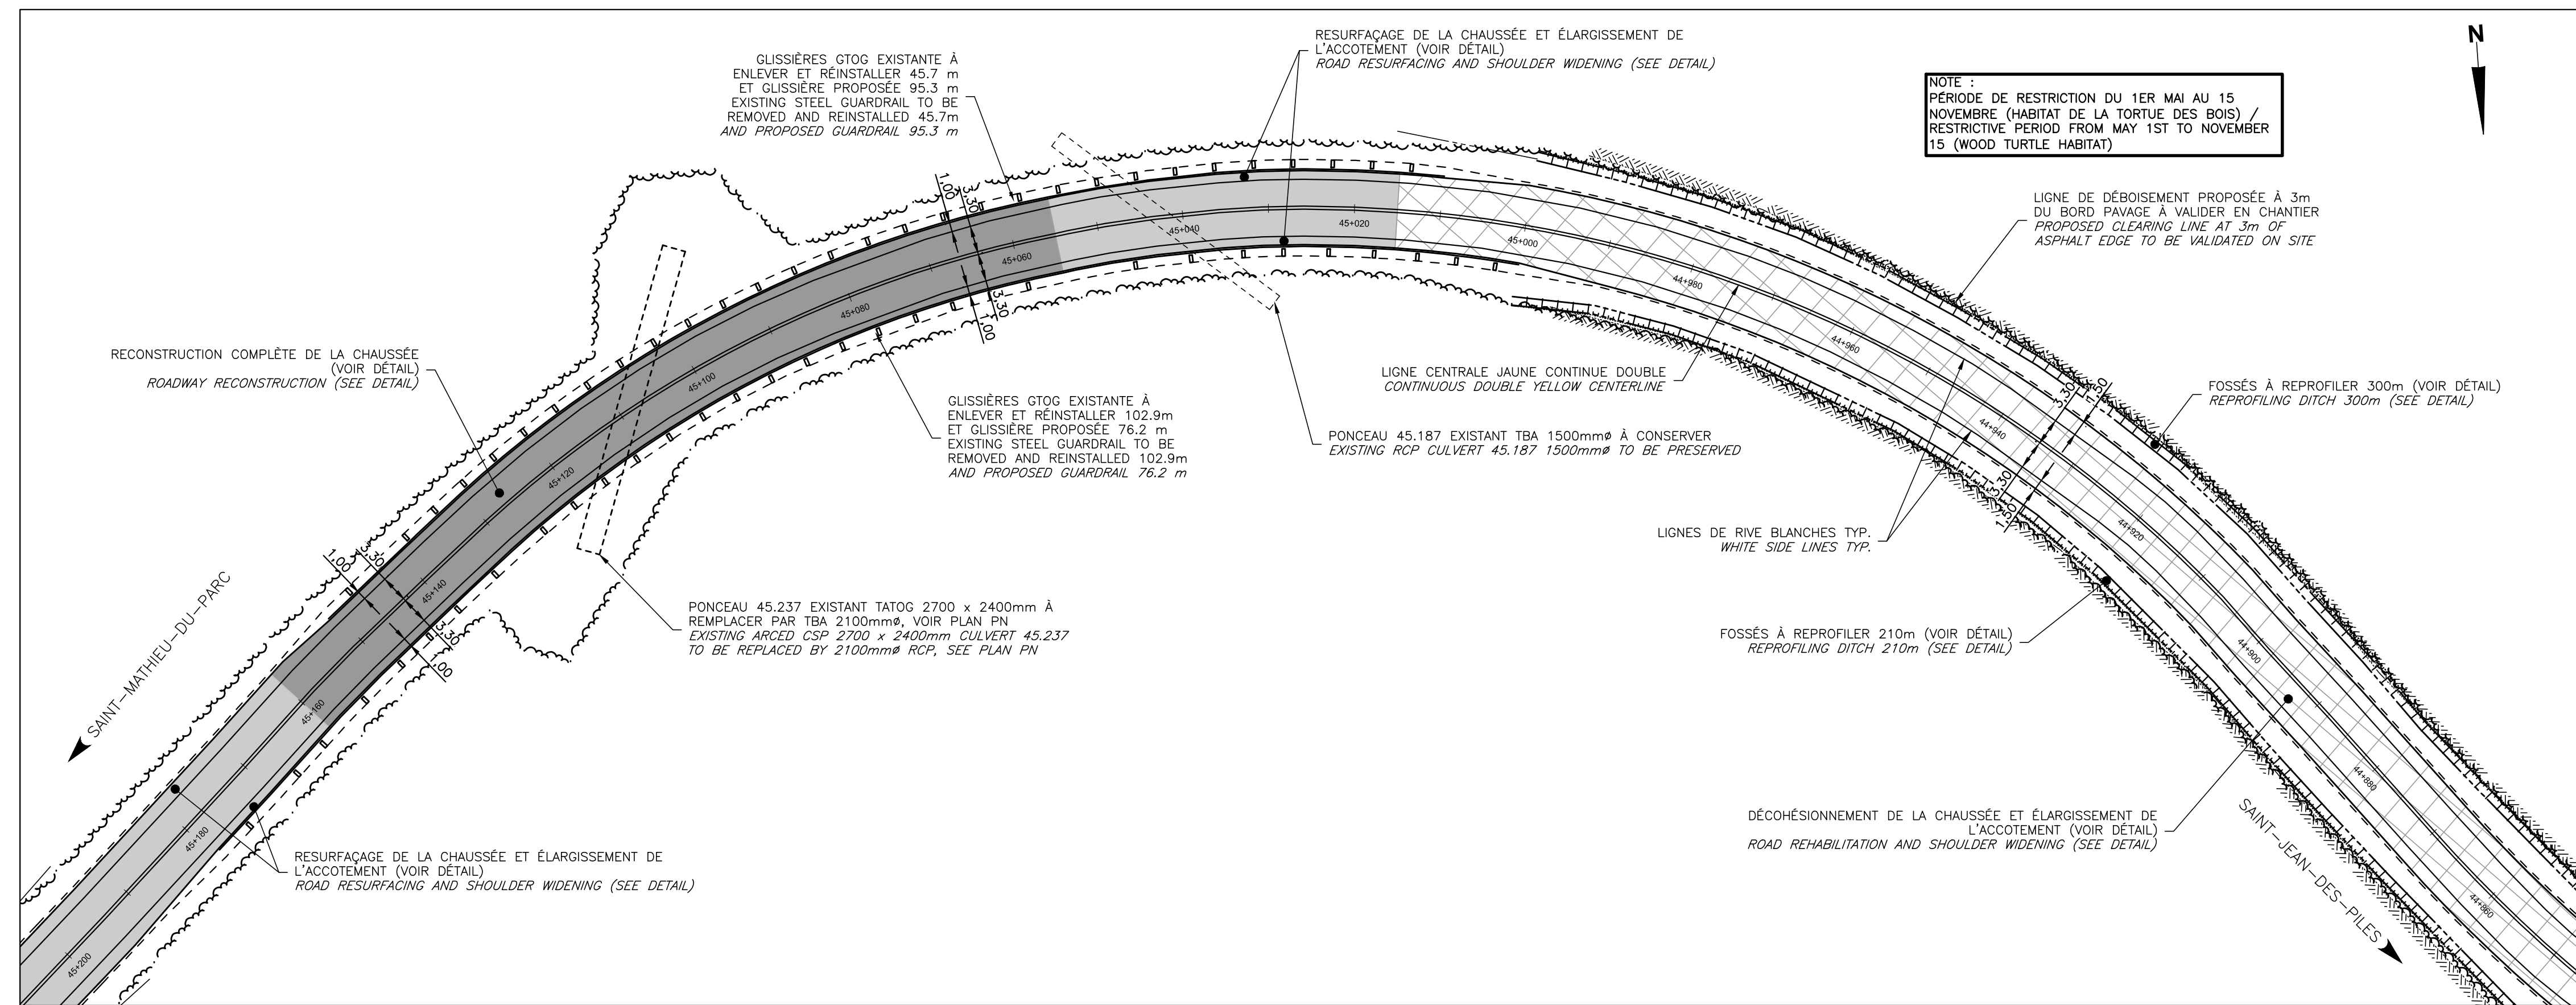 GLISSIÈRES GTOG EXISTANTE À
ENLEVER ET RÉINSTALLER 45.7 m
ET GLISSIÈRE PROPOSÉE 95.3 m
EXISTING STEEL GUARDRAIL TO BE
REMOVED AND REINSTALLED 45.7m
AND PROPOSED GUARDRAIL 95.3 m
RESURFAÇAGE DE LA CHAUSSÉE ET ÉLARGISSEMENT DE
L'ACCOTEMENT (VOIR DÉTAIL)
ROAD RESURFACING AND SHOULDER WIDENING (SEE DETAIL)
N
NOTE :
PÉRIODE DE RESTRICTION DU 1ER MAI AU 15
NOVEMBRE (HABITAT DE LA TORTUE DES BOIS) /
RESTRICTIVE PERIOD FROM MAY 1ST TO NOVEMBER
15 (WOOD TURTLE HABITAT)
LIGNE DE DÉBOISEMENT PROPOSÉE À 3m
DU BORD PAVAGE À VALIDER EN CHANTIER
PROPOSED CLEARING LINE AT 3m OF
ASPHALT EDGE TO BE VALIDATED ON SITE
1,00
3,30
3,30
1,00
45+060
45+040
45+020
45+000
44+980
44+960
44+940
44+920
44+900
44+880
44+860
45+080
45+100
45+120
45+140
45+160
45+180
45+200
RECONSTRUCTION COMPLÈTE DE LA CHAUSSÉE
(VOIR DÉTAIL)
ROADWAY RECONSTRUCTION (SEE DETAIL)
GLISSIÈRES GTOG EXISTANTE À
ENLEVER ET RÉINSTALLER 102.9m
ET GLISSIÈRE PROPOSÉE 76.2 m
EXISTING STEEL GUARDRAIL TO BE
REMOVED AND REINSTALLED 102.9m
AND PROPOSED GUARDRAIL 76.2 m
LIGNE CENTRALE JAUNE CONTINUE DOUBLE
CONTINUOUS DOUBLE YELLOW CENTERLINE
PONCEAU 45.187 EXISTANT TBA 1500mmø À CONSERVER
EXISTING RCP CULVERT 45.187 1500mmø TO BE PRESERVED
FOSSÉS À REPROFILER 300m (VOIR DÉTAIL)
REPROFILING DITCH 300m (SEE DETAIL)
1,50
3,30
3,30
1,50
LIGNES DE RIVE BLANCHES TYP.
WHITE SIDE LINES TYP.
1,00
3,30
3,30
1,00
SAINT-MATHIEU-DU-PARC
PONCEAU 45.237 EXISTANT TATOG 2700 x 2400mm À
REMPLACER PAR TBA 2100mmø, VOIR PLAN PN
EXISTING ARCED CSP 2700 x 2400mm CULVERT 45.237
TO BE REPLACED BY 2100mmø RCP, SEE PLAN PN
FOSSÉS À REPROFILER 210m (VOIR DÉTAIL)
REPROFILING DITCH 210m (SEE DETAIL)
DÉCOHÉSIONNEMENT DE LA CHAUSSÉE ET ÉLARGISSEMENT DE
L'ACCOTEMENT (VOIR DÉTAIL)
ROAD REHABILITATION AND SHOULDER WIDENING (SEE DETAIL)
SAINT-JEAN-DES-PILES
RESURFAÇAGE DE LA CHAUSSÉE ET ÉLARGISSEMENT DE
L'ACCOTEMENT (VOIR DÉTAIL)
ROAD RESURFACING AND SHOULDER WIDENING (SEE DETAIL)